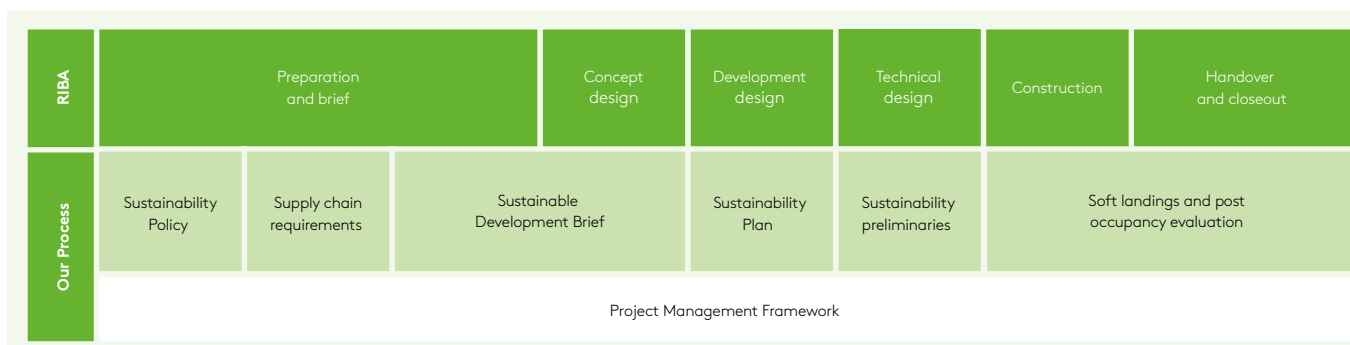 RIBA
Preparation
and brief
Concept
design
Development
design
Technical
design
Construction
Handover
and closeout
Our Process
Sustainability
Policy
Supply chain
requirements
Sustainable
Development Brief
Sustainability
Plan
Sustainability
preliminaries
Soft landings and post
occupancy evaluation
Project Management Framework